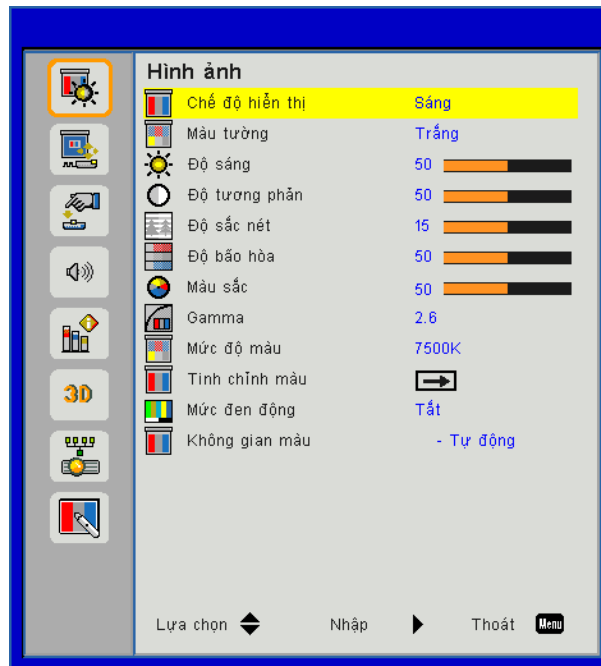 Hình ảnh
Chế độ hiển thị Sáng
Màu tường Trắng
Độ sáng 50
Độ tương phản 50
Độ sắc nét 15
Độ bão hòa 50
Màu sắc 50
Gamma 2.6
Mức độ màu 7500K
3D
Tinh chỉnh màu
Mức đen động Tắt
Không gian màu - Tự động
Lựa chọn Nhập Thoát Menu